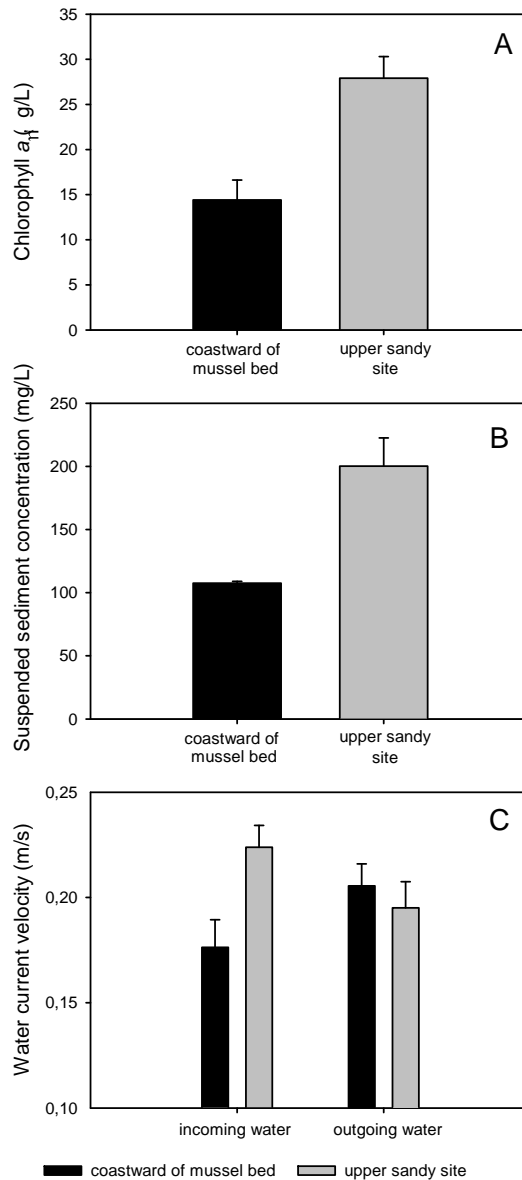 A
35
30
25
20
15
10
5
0
Chlorophyll a ( g/L)
coastward of
mussel bed
upper sandy
site
B
250
200
150
100
50
0
Suspended sediment concentration (mg/L)
coastward of
mussel bed
upper sandy
site
C
0,25
0,20
0,15
0,10
Water current velocity (m/s)
incoming water
outgoing water
coastward of mussel bed
upper sandy site